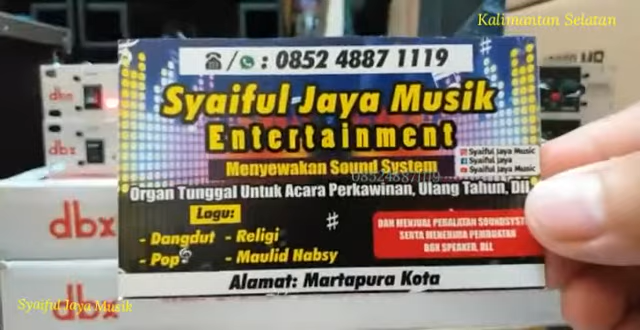 Kalimantan Selatan
☎/ : 0852 4887 1119
Syaiful Jaya Musik
Entertainment
Menyewakan Sound System
Syaiful Jaya Music
Syaiful Jaya
Syaiful Jaya Music
085248871119
Organ Tunggal Untuk Acara Perkawinan, Ulang Tahun, Dll
Lagu:
- Dangdut - Religi
- Pop - Maulid Habsy
#
#
DAN MENJUAL PERALATAN SOUNDSYSTEM
SERTA MENERIMA PEMBUATAN
BOX SPEAKER, DLL
Alamat: Martapura Kota
dbx
dbx
dbx
dbx
Syaiful Jaya Musik